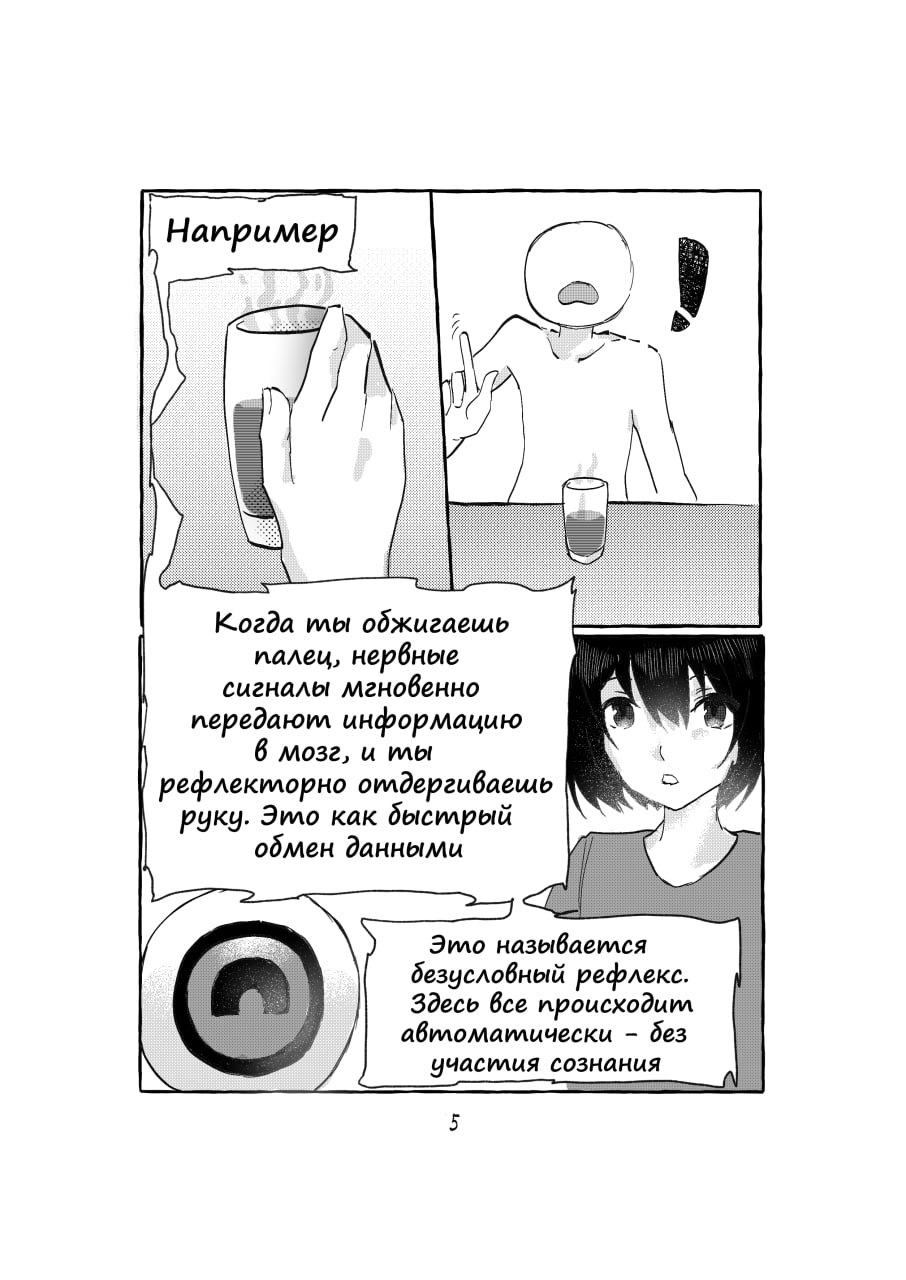 Например
Когда ты обжигаешь
палец, нервные
сигналы мгновенно
передают информацию
в мозг, и ты
рефлекторно отдергиваешь
руку. Это как быстрый
обмен данными
Это называется
безусловный рефлекс.
Здесь все происходит
автоматически - без
участия сознания
5